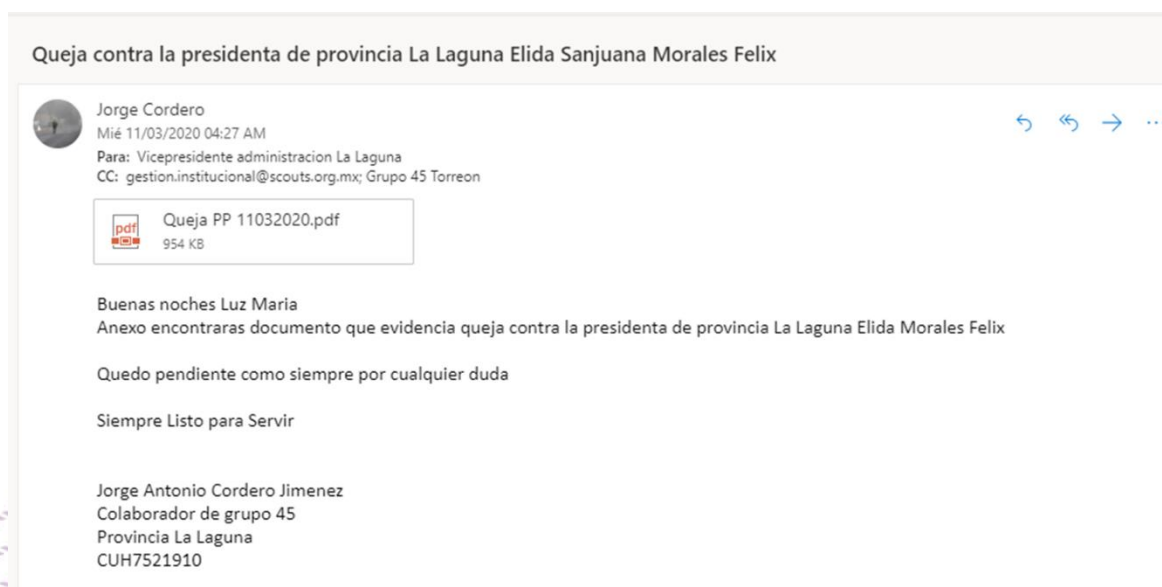 Queja contra la presidenta de provincia La Laguna Elida Sanjuana Morales Felix
Jorge Cordero
Mié 11/03/2020 04:27 AM
Para: Vicepresidente administracion La Laguna
CC: gestion.institucional@scouts.org.mx; Grupo 45 Torreon
pdf
Queja PP 11032020.pdf
954 KB
Buenas noches Luz Maria
Anexo encontraras documento que evidencia queja contra la presidenta de provincia La Laguna Elida Morales Felix
Quedo pendiente como siempre por cualquier duda
Siempre Listo para Servir
Jorge Antonio Cordero Jimenez
Colaborador de grupo 45
Provincia La Laguna
CUH7521910